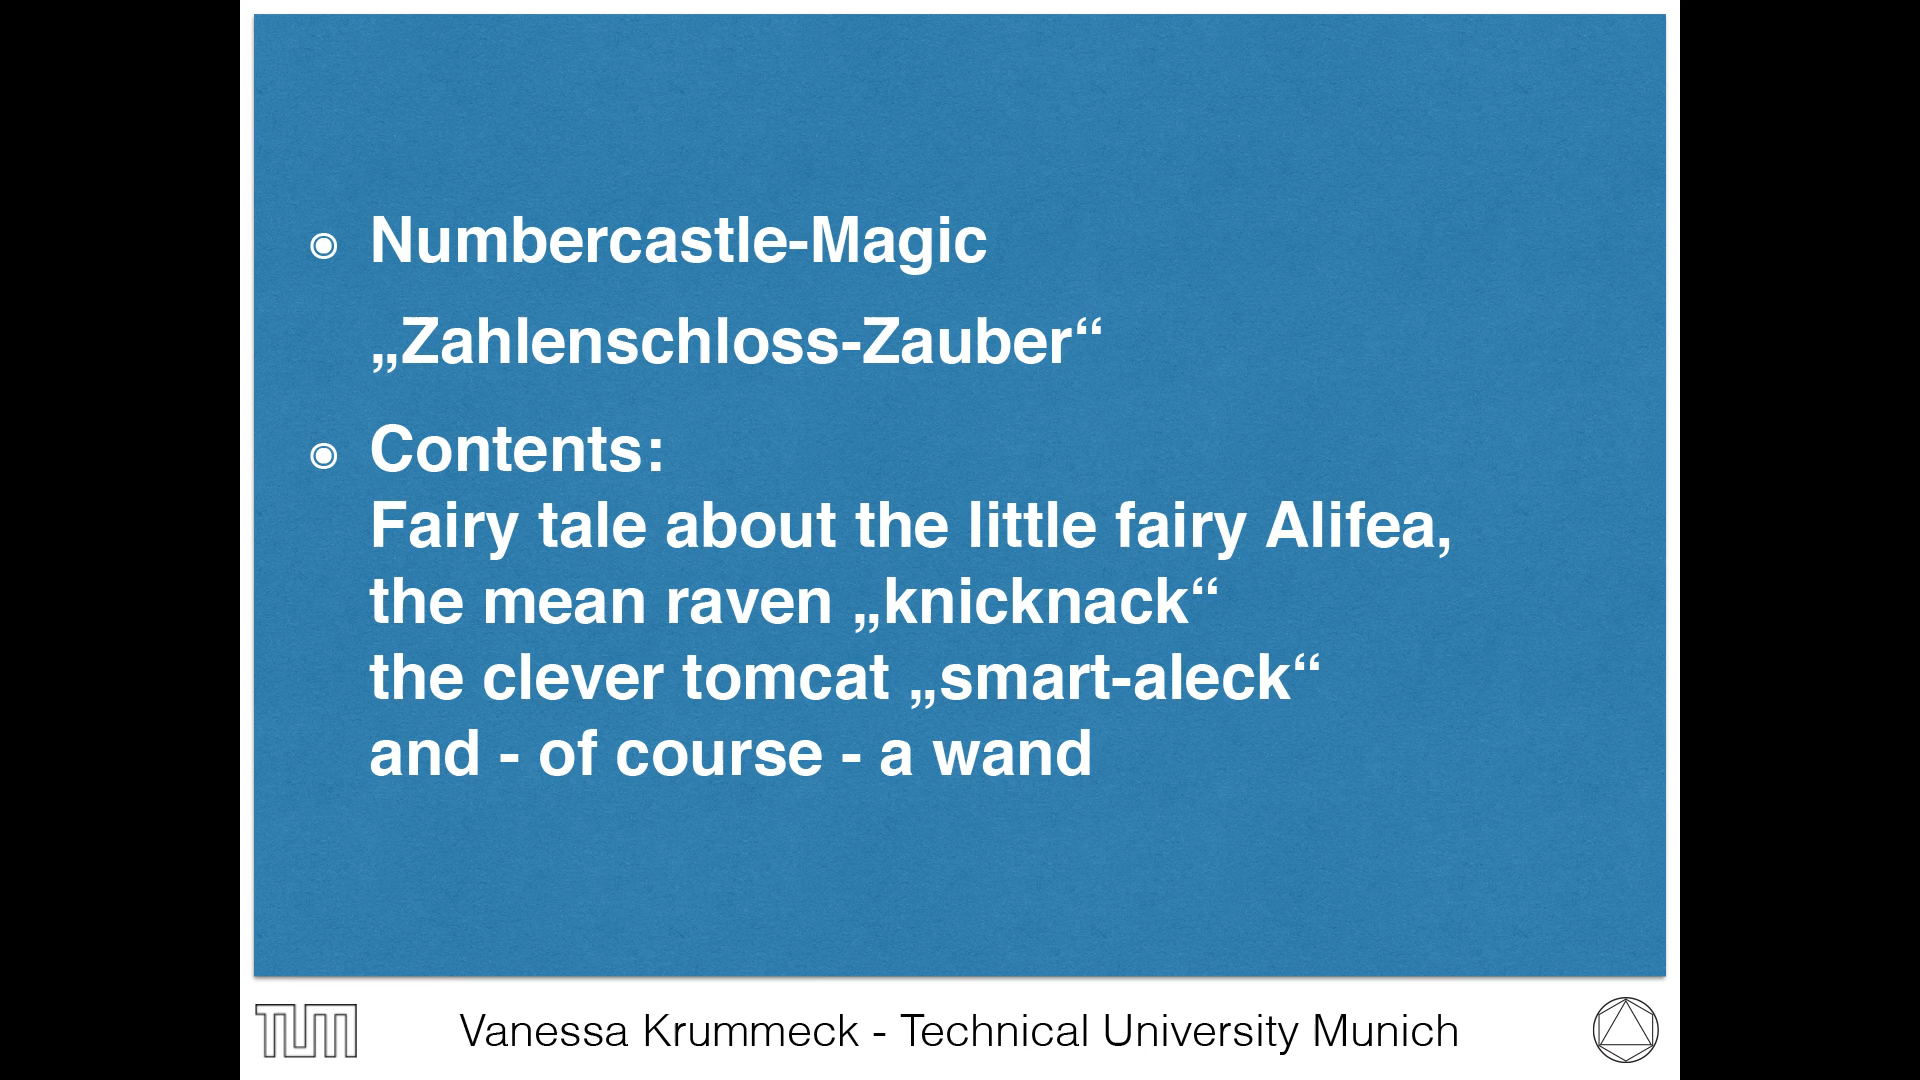 Numbercastle-Magic
„Zahlenschloss-Zauber“
Contents:
Fairy tale about the little fairy Alifea,
the mean raven „knicknack“
the clever tomcat „smart-aleck“
and - of course - a wand
TUM
Vanessa Krummeck - Technical University Munich